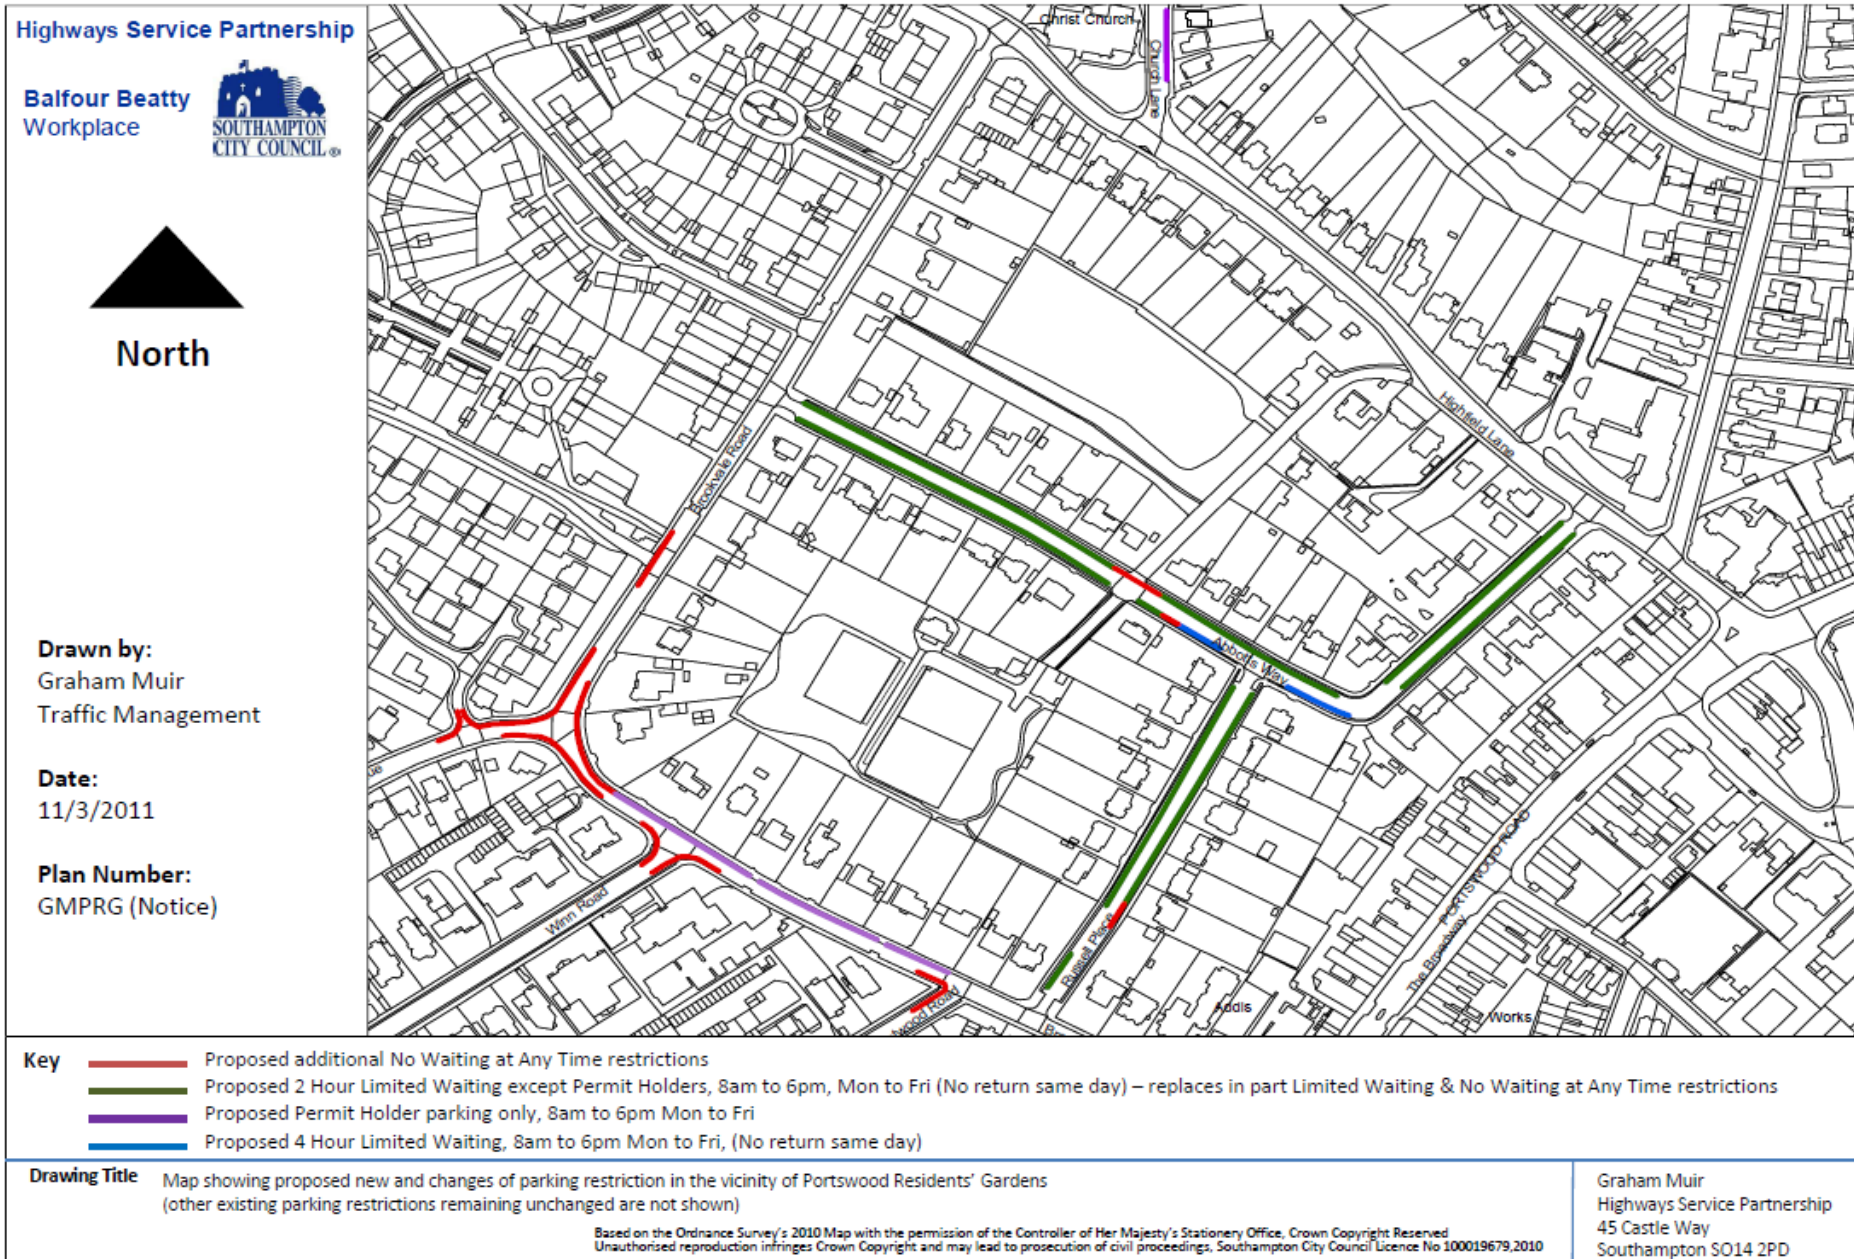 Highways Service Partnership
Balfour Beatty
Workplace
SOUTHAMPTON
CITY COUNCIL ®
North
Drawn by:
Graham Muir
Traffic Management
Date:
11/3/2011
Plan Number:
GMPRG (Notice)
Christ Church
Church Lane
Highfield Lane
Brookvale Road
Abbotts Way
Winn Road
Russell Place
PORTSWOOD ROAD
The Broadway
Addis
Works
twood Road
ue
Key
Proposed additional No Waiting at Any Time restrictions
Proposed 2 Hour Limited Waiting except Permit Holders, 8am to 6pm, Mon to Fri (No return same day) – replaces in part Limited Waiting & No Waiting at Any Time restrictions
Proposed Permit Holder parking only, 8am to 6pm Mon to Fri
Proposed 4 Hour Limited Waiting, 8am to 6pm Mon to Fri, (No return same day)
Drawing Title
Map showing proposed new and changes of parking restriction in the vicinity of Portswood Residents' Gardens
(other existing parking restrictions remaining unchanged are not shown)
Based on the Ordnance Survey's 2010 Map with the permission of the Controller of Her Majesty's Stationery Office, Crown Copyright Reserved
Unauthorised reproduction infringes Crown Copyright and may lead to prosecution of civil proceedings, Southampton City Council Licence No 100019679,2010
Graham Muir
Highways Service Partnership
45 Castle Way
Southampton SO14 2PD